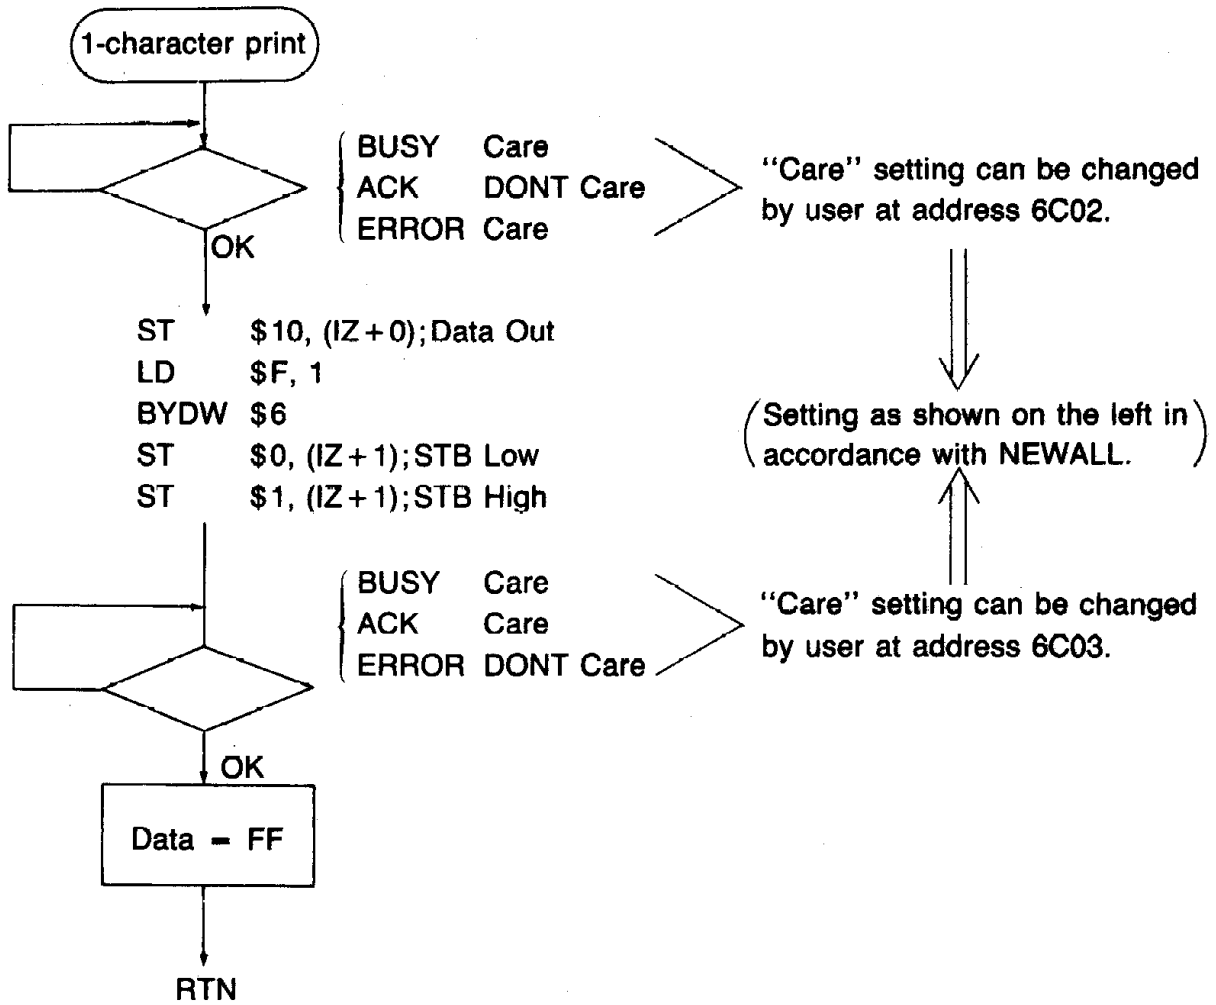 1-character print
BUSY Care
ACK DONT Care
ERROR Care
"Care" setting can be changed
by user at address 6C02.
OK
ST $10, (IZ+0);Data Out
LD $F, 1
BYDW $6
ST $0, (IZ+1);STB Low
ST $1, (IZ+1);STB High
(Setting as shown on the left in
accordance with NEWALL.)
BUSY Care
ACK Care
ERROR DONT Care
"Care" setting can be changed
by user at address 6C03.
OK
Data = FF
RTN